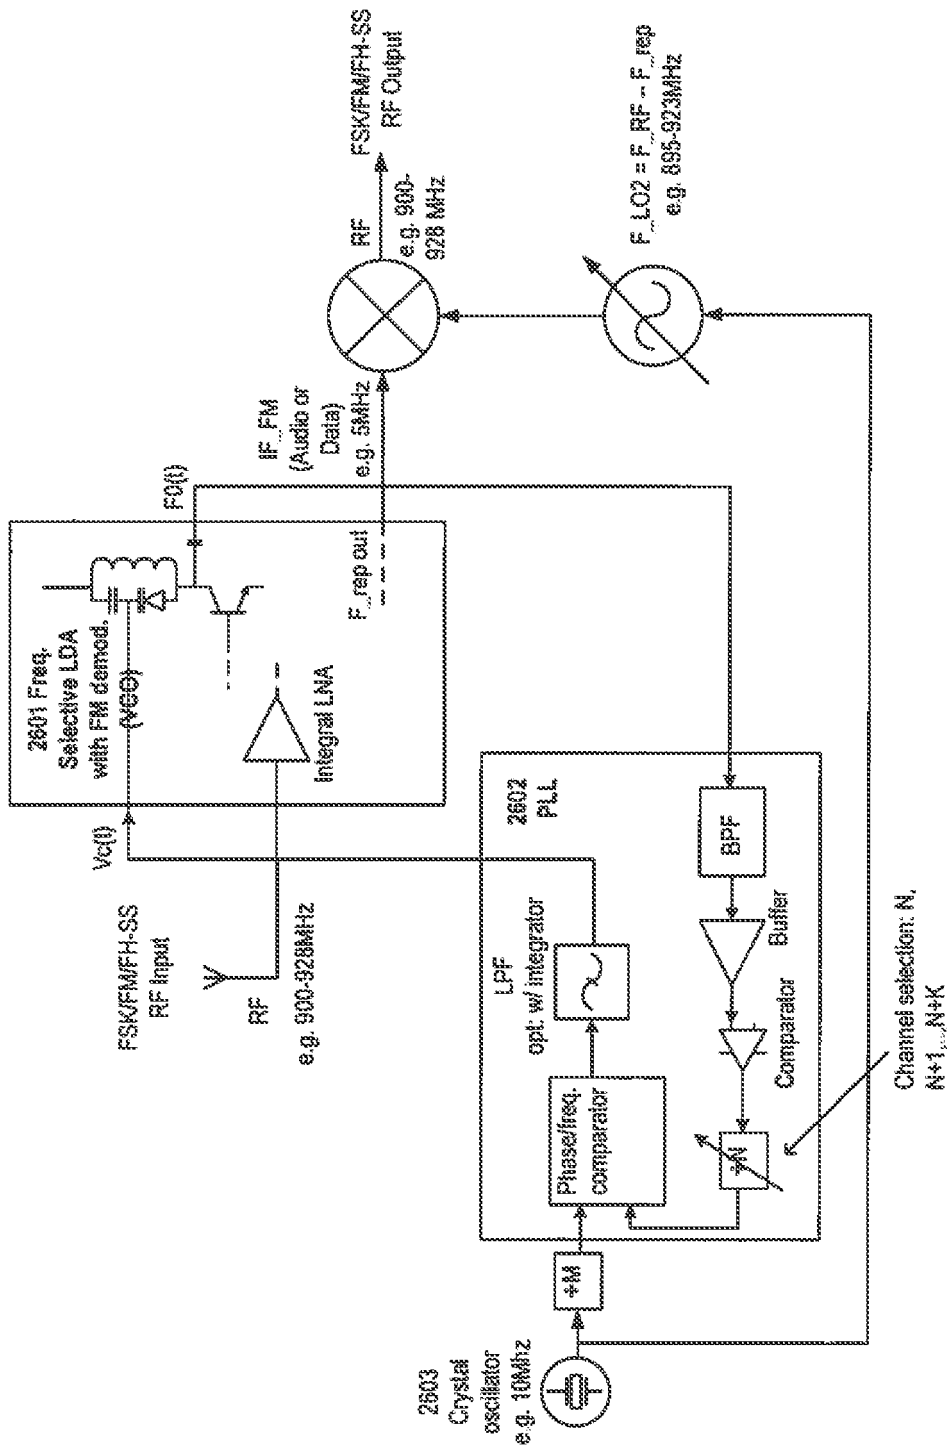 FSK/FM/FH-SS
RF Input
RF
e.g. 900-928MHz
Vc(t)
2601 Freq.
Selective LDA
with FM demod.
(VCO)
Integral LNA
F_rep out
F0(t)
IF_FM
(Audio or
Data)
e.g. 5MHz
RF
e.g. 900-
928 MHz
FSK/FM/FH-SS
RF Output
F_LO2 = F_RF - F_rep
e.g. 895-923MHz
2603
Crystal
oscillator
e.g. 10Mhz
÷M
2602
PLL
LPF
opt: w/ integrator
Phase/freq.
comparator
÷N
Comparator
Buffer
BPF
Channel selection: N,
N+1,...,N+K